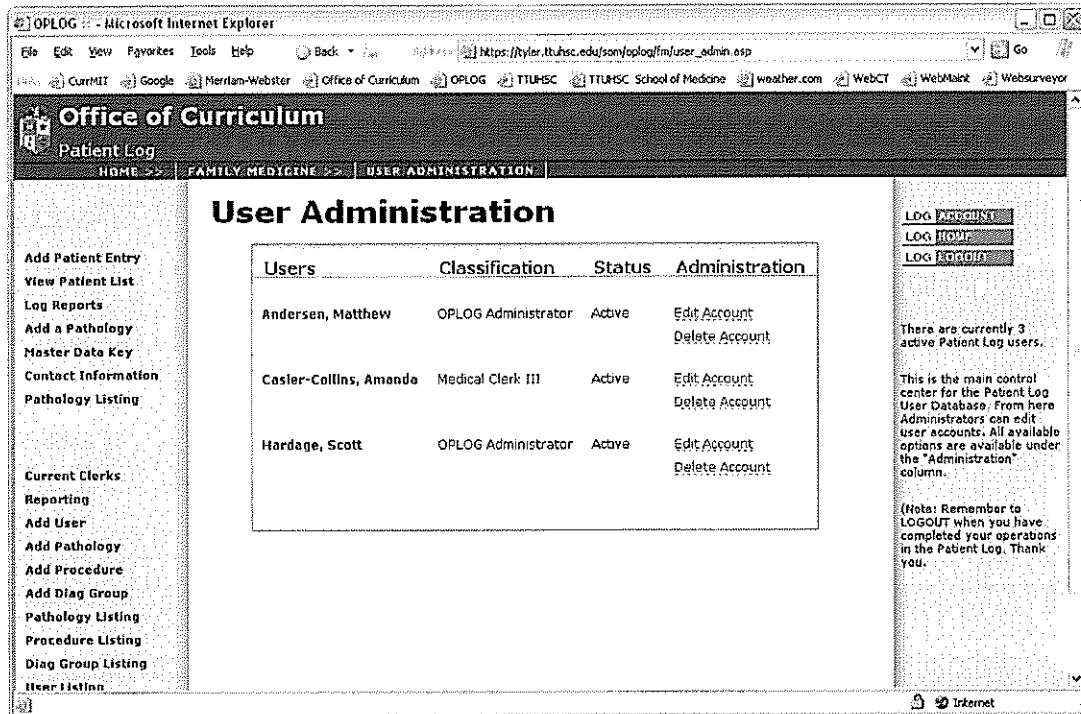 OPLOG :: - Microsoft Internet Explorer
File Edit View Favorites Tools Help Back Address https://tyler.ttuhsc.edu/som/oplog/fm/user_admin.asp Go
CurrMIT Google Merriam-Webster Office of Curriculum OPLOG TTUHSC TTUHSC School of Medicine weather.com WebCT WebMaint Websurveyor
Office of Curriculum
Patient Log
HOME >> FAMILY MEDICINE >> USER ADMINISTRATION
User Administration
Users Classification Status Administration
Andersen, Matthew OPLOG Administrator Active Edit Account
Delete Account
Casler-Collins, Amanda Medical Clerk III Active Edit Account
Delete Account
Hardage, Scott OPLOG Administrator Active Edit Account
Delete Account
Add Patient Entry
View Patient List
Log Reports
Add a Pathology
Master Data Key
Contact Information
Pathology Listing
Current Clerks
Reporting
Add User
Add Pathology
Add Procedure
Add Diag Group
Pathology Listing
Procedure Listing
Diag Group Listing
User Listing
LOG ACCOUNT
LOG HOME
LOG LOGOUT
There are currently 3
active Patient Log users.
This is the main control
center for the Patient Log
User Database. From here
Administrators can edit
user accounts. All available
options are available under
the "Administration"
column.
(Note: Remember to
LOGOUT when you have
completed your operations
in the Patient Log. Thank
you.
Internet